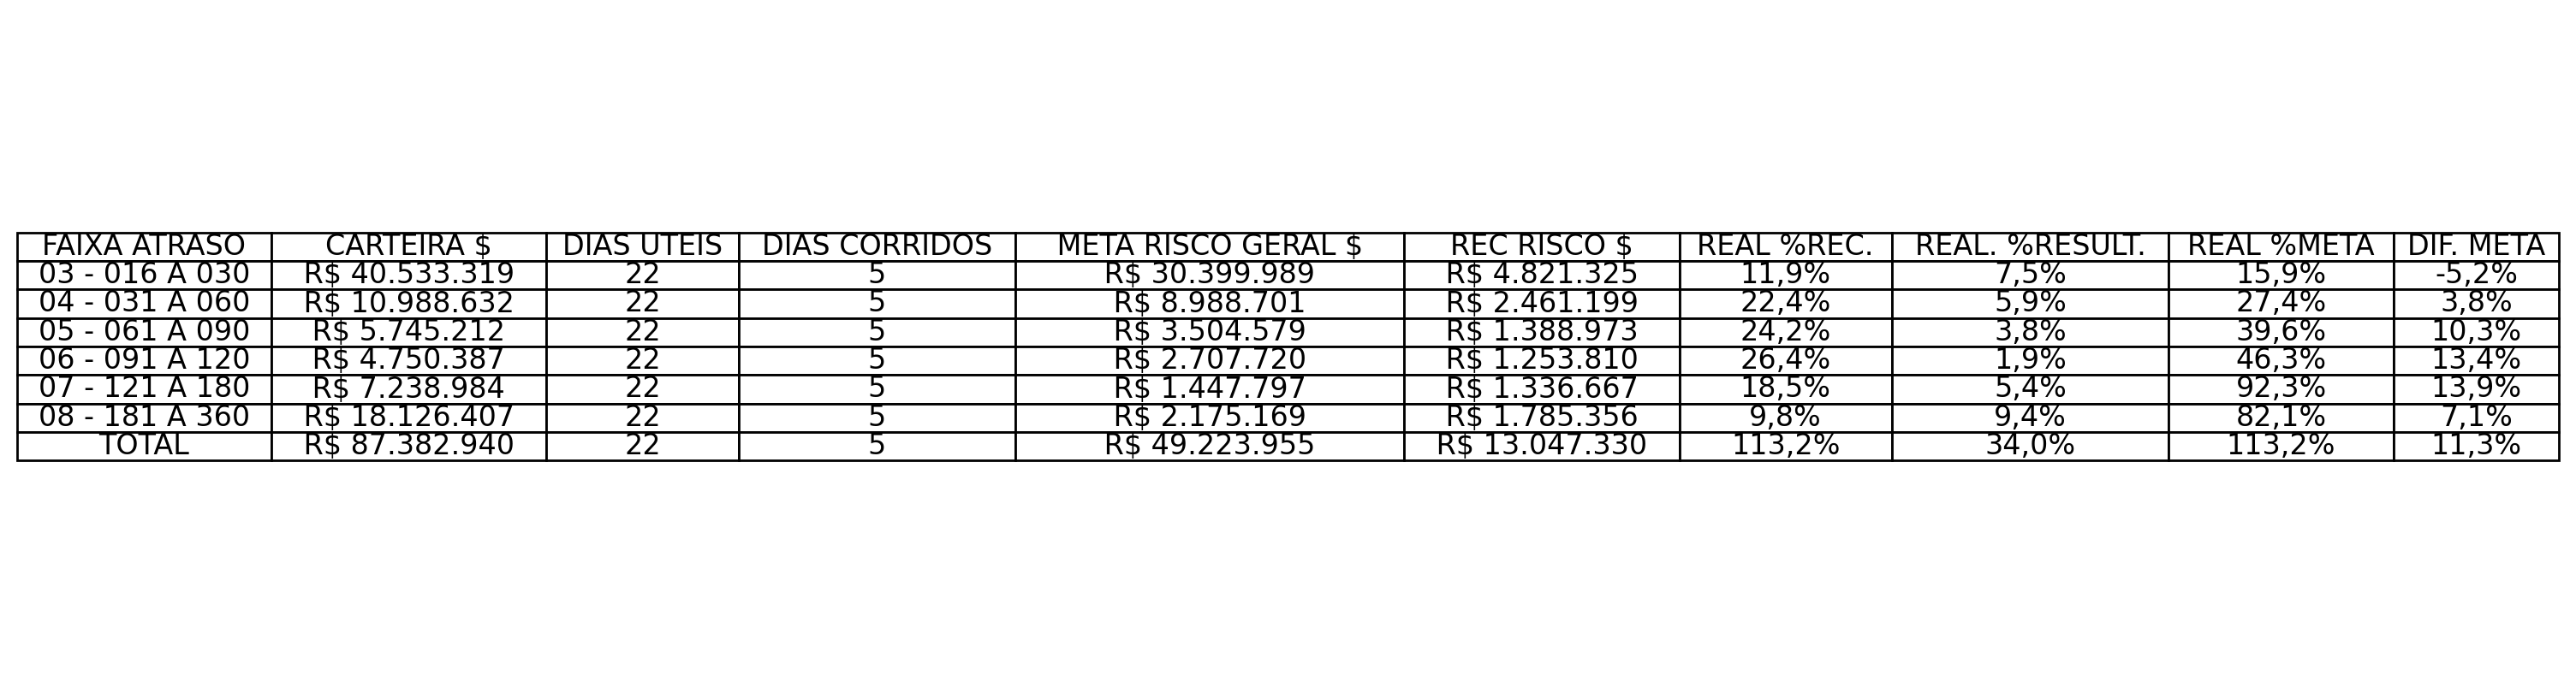 FAIXA ATRASO CARTEIRA $ DIAS UTEIS DIAS CORRIDOS META RISCO GERAL $ REC RISCO $ REAL %REC. REAL. %RESULT. REAL %META DIF. META
03 - 016 A 030 R$ 40.533.319 22 5 R$ 30.399.989 R$ 4.821.325 11,9% 7,5% 15,9% -5,2%
04 - 031 A 060 R$ 10.988.632 22 5 R$ 8.988.701 R$ 2.461.199 22,4% 5,9% 27,4% 3,8%
05 - 061 A 090 R$ 5.745.212 22 5 R$ 3.504.579 R$ 1.388.973 24,2% 3,8% 39,6% 10,3%
06 - 091 A 120 R$ 4.750.387 22 5 R$ 2.707.720 R$ 1.253.810 26,4% 1,9% 46,3% 13,4%
07 - 121 A 180 R$ 7.238.984 22 5 R$ 1.447.797 R$ 1.336.667 18,5% 5,4% 92,3% 13,9%
08 - 181 A 360 R$ 18.126.407 22 5 R$ 2.175.169 R$ 1.785.356 9,8% 9,4% 82,1% 7,1%
TOTAL R$ 87.382.940 22 5 R$ 49.223.955 R$ 13.047.330 113,2% 34,0% 113,2% 11,3%